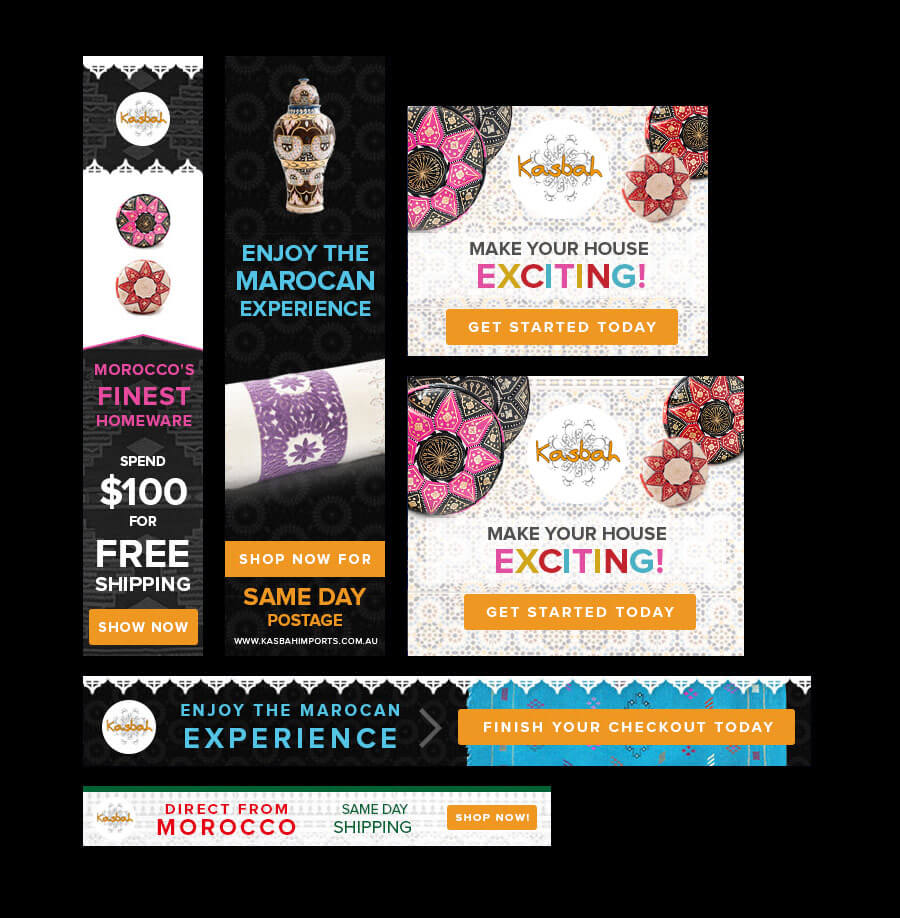 Kasbah
MOROCCO'S
FINEST
HOMEWARE
SPEND
$100
FOR
FREE
SHIPPING
SHOW NOW
ENJOY THE
MAROCAN
EXPERIENCE
SHOP NOW FOR
SAME DAY
POSTAGE
WWW.KASBAHIMPORTS.COM.AU
Kasbah
MAKE YOUR HOUSE
EXCITING!
GET STARTED TODAY
Kasbah
MAKE YOUR HOUSE
EXCITING!
GET STARTED TODAY
Kasbah
ENJOY THE MAROCAN
EXPERIENCE
FINISH YOUR CHECKOUT TODAY
Kasbah
DIRECT FROM
MOROCCO
SAME DAY
SHIPPING
SHOP NOW!